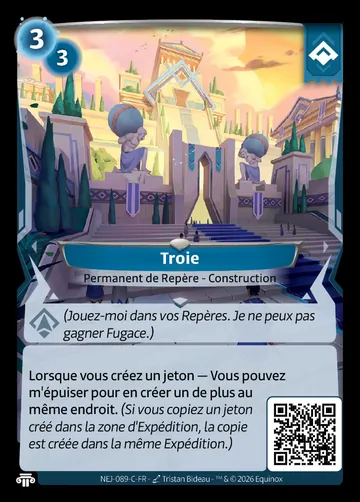 3
3
Troie
Permanent de Repère - Construction
(Jouez-moi dans vos Repères. Je ne peux pas
gagner Fugace.)
Lorsque vous créez un jeton — Vous pouvez
m'épuiser pour en créer un de plus au
même endroit. (Si vous copiez un jeton
créé dans la zone d'Expédition, la copie
est créée dans la même Expédition.)
NEJ-089-C-FR - Tristan Bideau - ™ & © 2026 Equinox